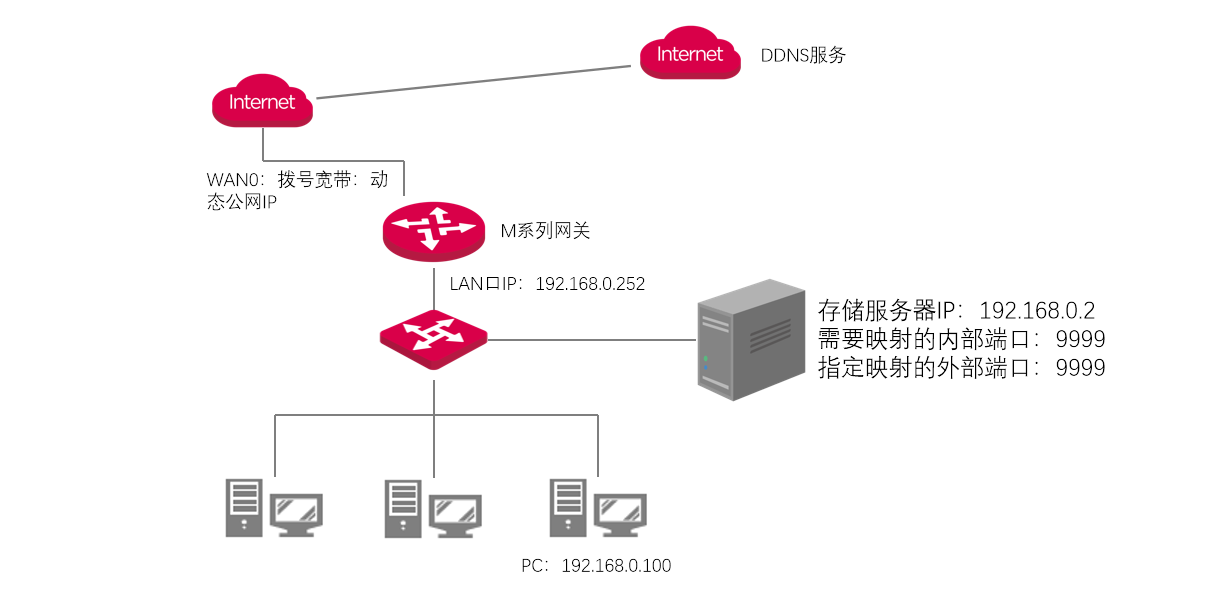 Internet
DDNS服务
Internet
WAN0：拨号宽带：动
态公网IP
M系列网关
LAN口IP：192.168.0.252
存储服务器IP：192.168.0.2
需要映射的内部端口：9999
指定映射的外部端口：9999
PC：192.168.0.100